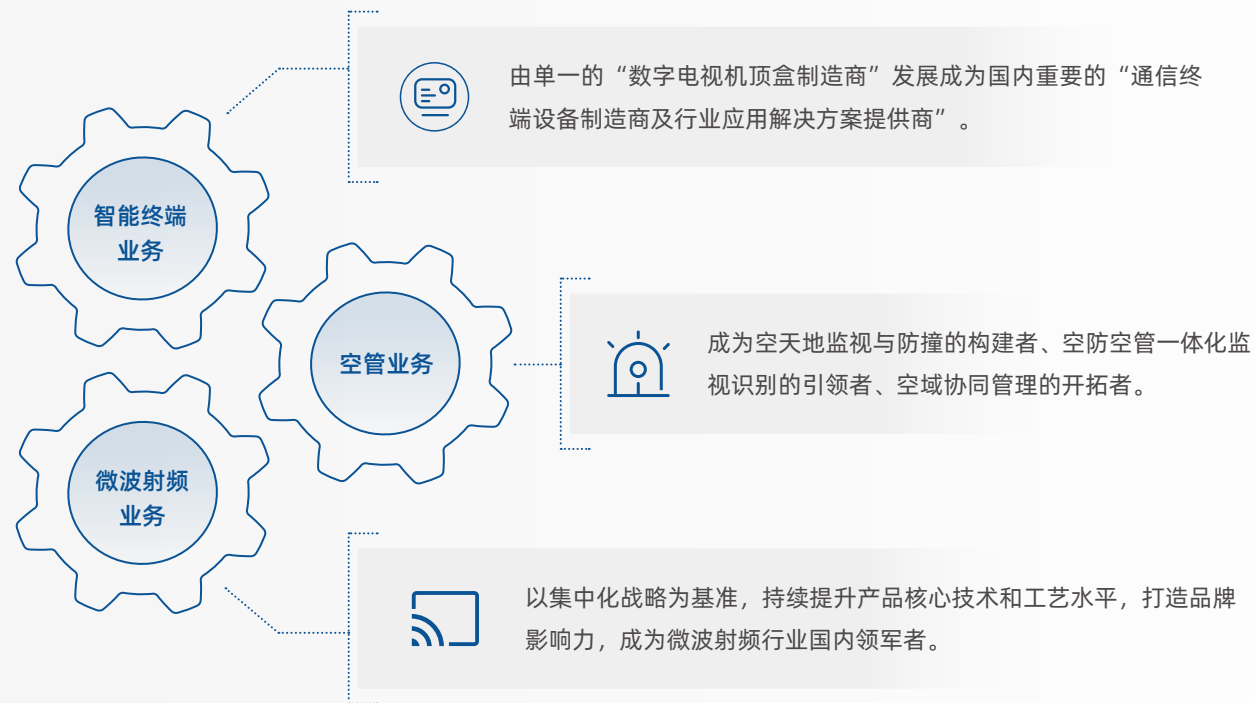 智能终端
业务
由单一的“数字电视机顶盒制造商”发展成为国内重要的“通信终
端设备制造商及行业应用解决方案提供商”。
空管业务
成为空天地监视与防撞的构建者、空防空管一体化监
视识别的引领者、空域协同管理的开拓者。
微波射频
业务
以集中化战略为基准，持续提升产品核心技术和工艺水平，打造品牌
影响力，成为微波射频行业国内领军者。